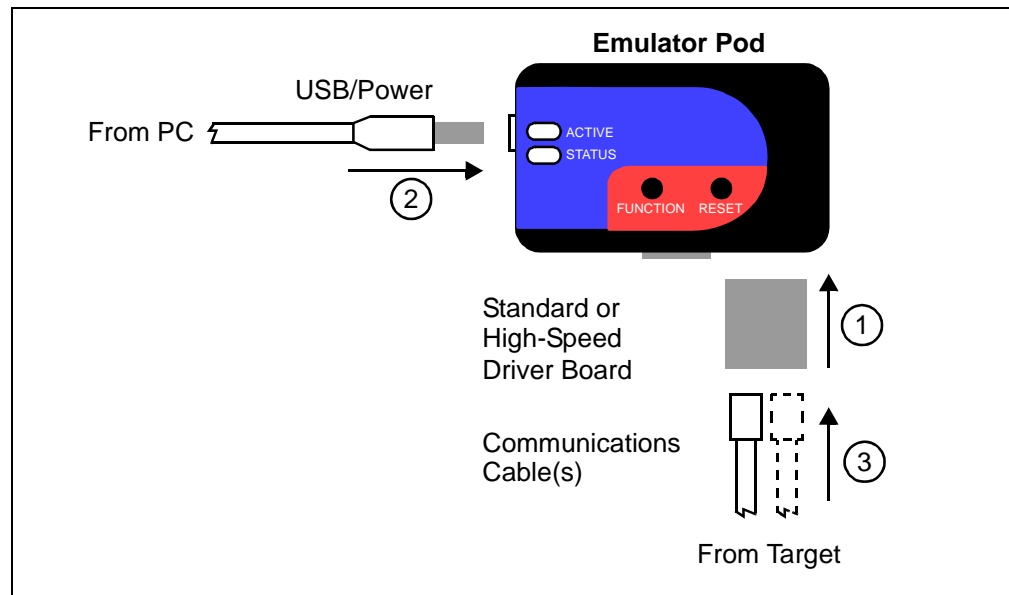 Emulator Pod
USB/Power
From PC
ACTIVE
STATUS
2
FUNCTION RESET
Standard or
High-Speed
Driver Board
1
Communications
Cable(s)
3
From Target